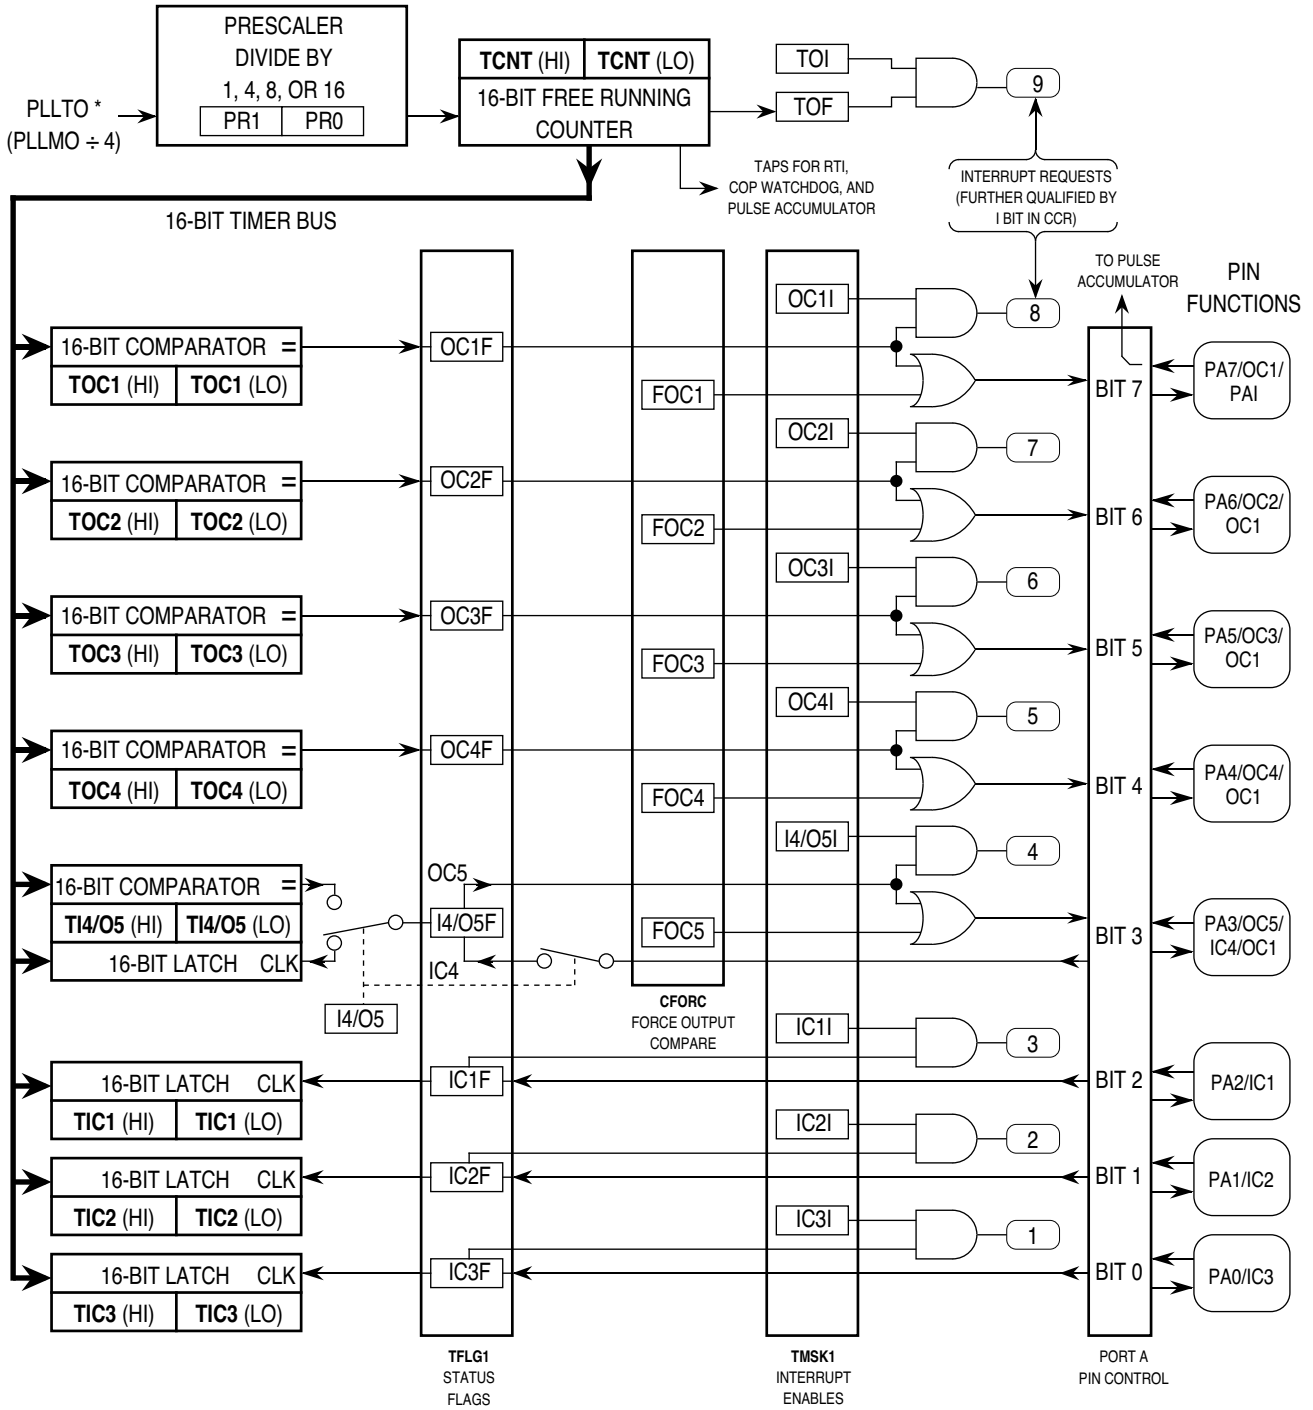 PRESCALER
DIVIDE BY
1, 4, 8, OR 16
PR1 PR0
PLLTO *
(PLLMO ÷ 4)
TCNT (HI) TCNT (LO)
16-BIT FREE RUNNING
COUNTER
TOI
TOF
9
TAPS FOR RTI,
COP WATCHDOG, AND
PULSE ACCUMULATOR
INTERRUPT REQUESTS
(FURTHER QUALIFIED BY
I BIT IN CCR)
16-BIT TIMER BUS
TO PULSE
ACCUMULATOR
PIN
FUNCTIONS
OC1I
8
16-BIT COMPARATOR =
TOC1 (HI) TOC1 (LO)
OC1F
FOC1
BIT 7
PA7/OC1/
PAI
OC2I
7
16-BIT COMPARATOR =
TOC2 (HI) TOC2 (LO)
OC2F
FOC2
BIT 6
PA6/OC2/
OC1
OC3I
6
16-BIT COMPARATOR =
TOC3 (HI) TOC3 (LO)
OC3F
FOC3
BIT 5
PA5/OC3/
OC1
OC4I
5
16-BIT COMPARATOR =
TOC4 (HI) TOC4 (LO)
OC4F
FOC4
BIT 4
PA4/OC4/
OC1
I4/O5I
4
16-BIT COMPARATOR =
TI4/O5 (HI) TI4/O5 (LO)
16-BIT LATCH CLK
OC5
I4/O5F
IC4
I4/O5
FOC5
BIT 3
PA3/OC5/
IC4/OC1
CFORC
FORCE OUTPUT
COMPARE
IC1I
3
16-BIT LATCH CLK
TIC1 (HI) TIC1 (LO)
IC1F
BIT 2
PA2/IC1
IC2I
2
16-BIT LATCH CLK
TIC2 (HI) TIC2 (LO)
IC2F
BIT 1
PA1/IC2
IC3I
1
16-BIT LATCH CLK
TIC3 (HI) TIC3 (LO)
IC3F
BIT 0
PA0/IC3
TFLG1
STATUS
FLAGS
TMSK1
INTERRUPT
ENABLES
PORT A
PIN CONTROL